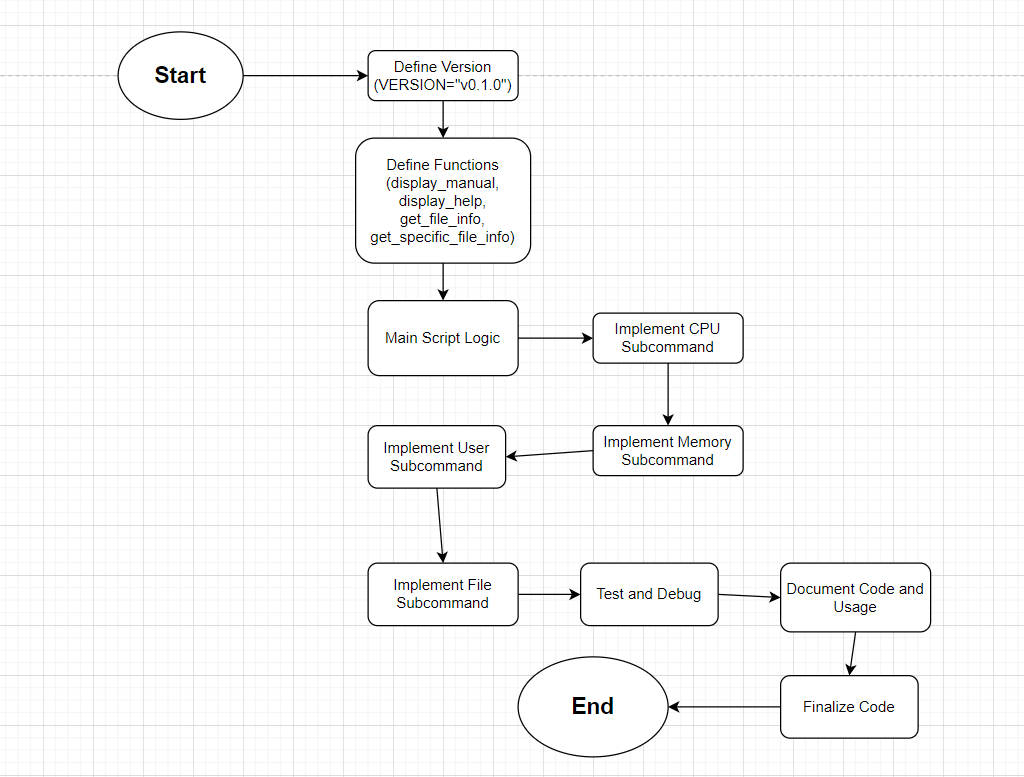 Start
Define Version
(VERSION="v0.1.0")
Define Functions
(display_manual,
display_help,
get_file_info,
get_specific_file_info)
Main Script Logic
Implement CPU
Subcommand
Implement Memory
Subcommand
Implement User
Subcommand
Implement File
Subcommand
Test and Debug
Document Code and
Usage
Finalize Code
End